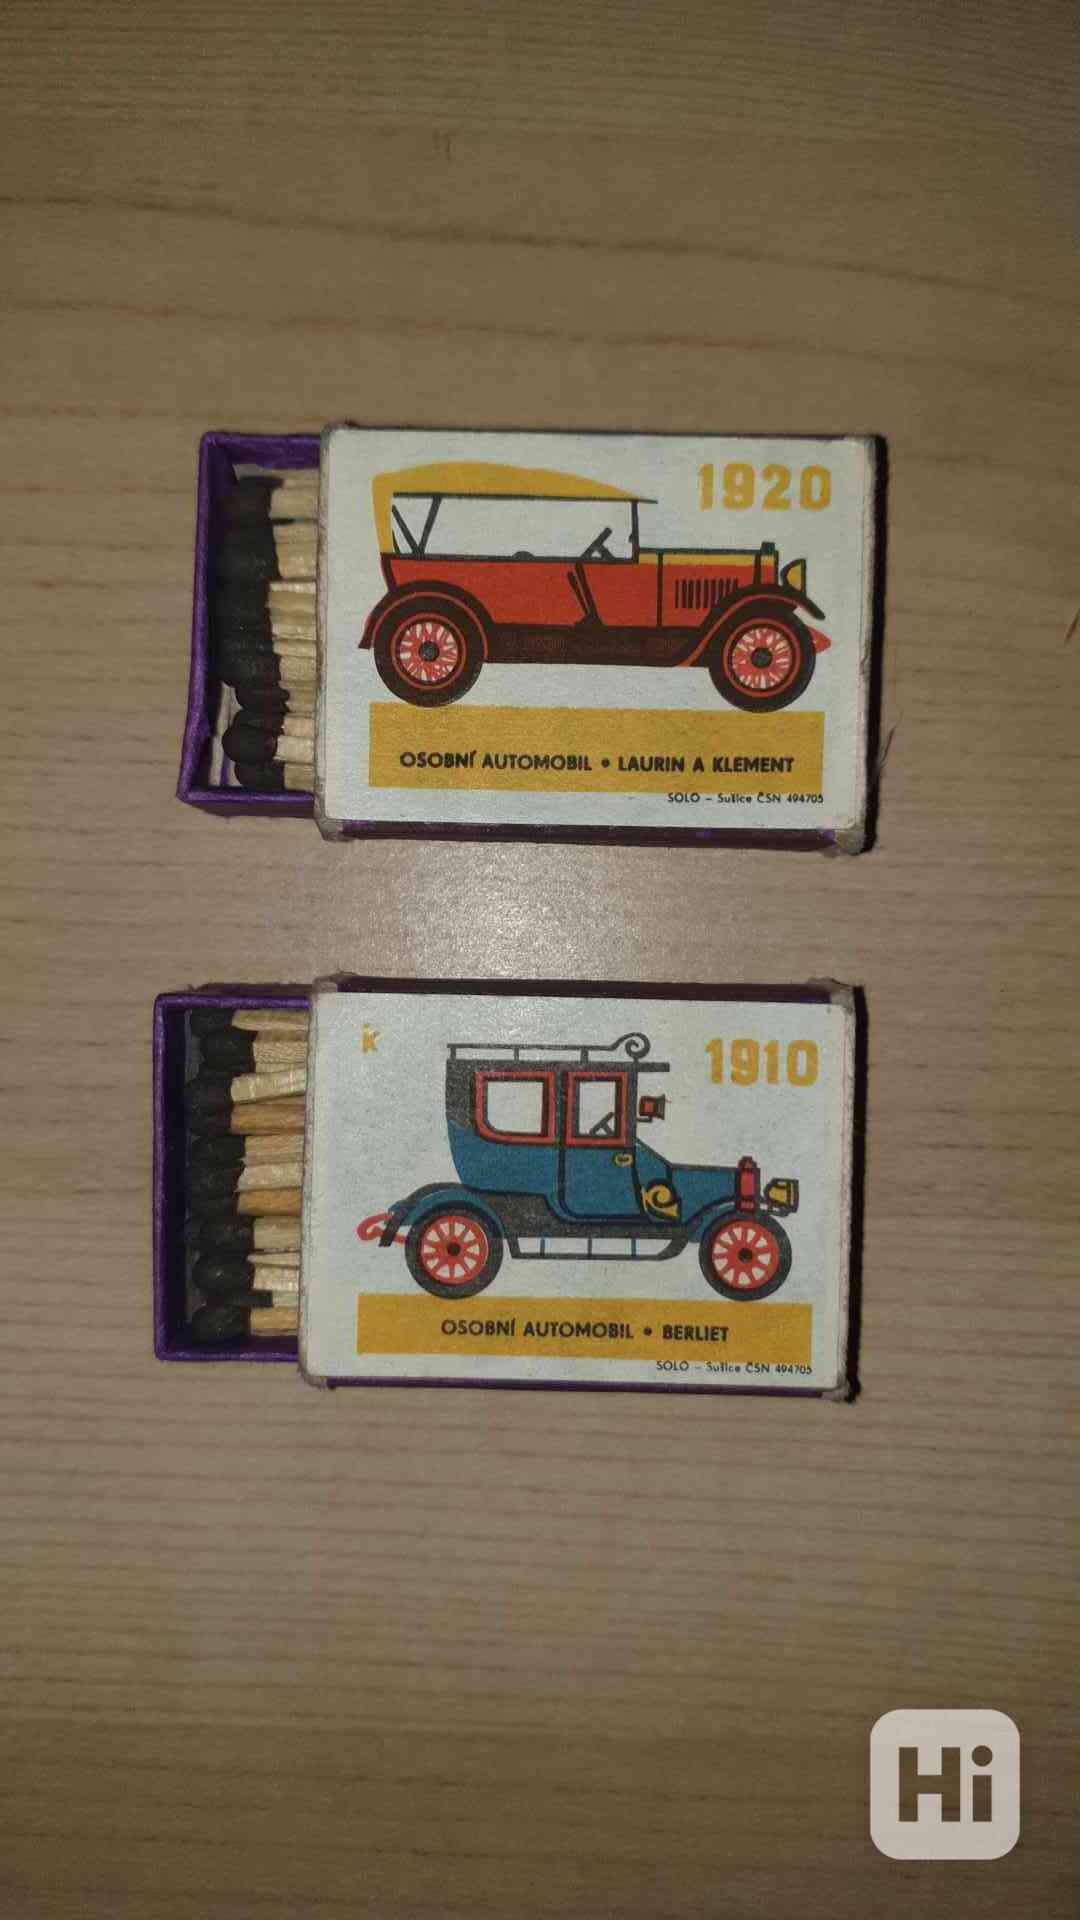 1920
OSOBNÍ AUTOMOBIL • LAURIN A KLEMENT
SOLO – Sušice ČSN 494705
k
1910
OSOBNÍ AUTOMOBIL • BERLIET
SOLO – Sušice ČSN 494705
Hi